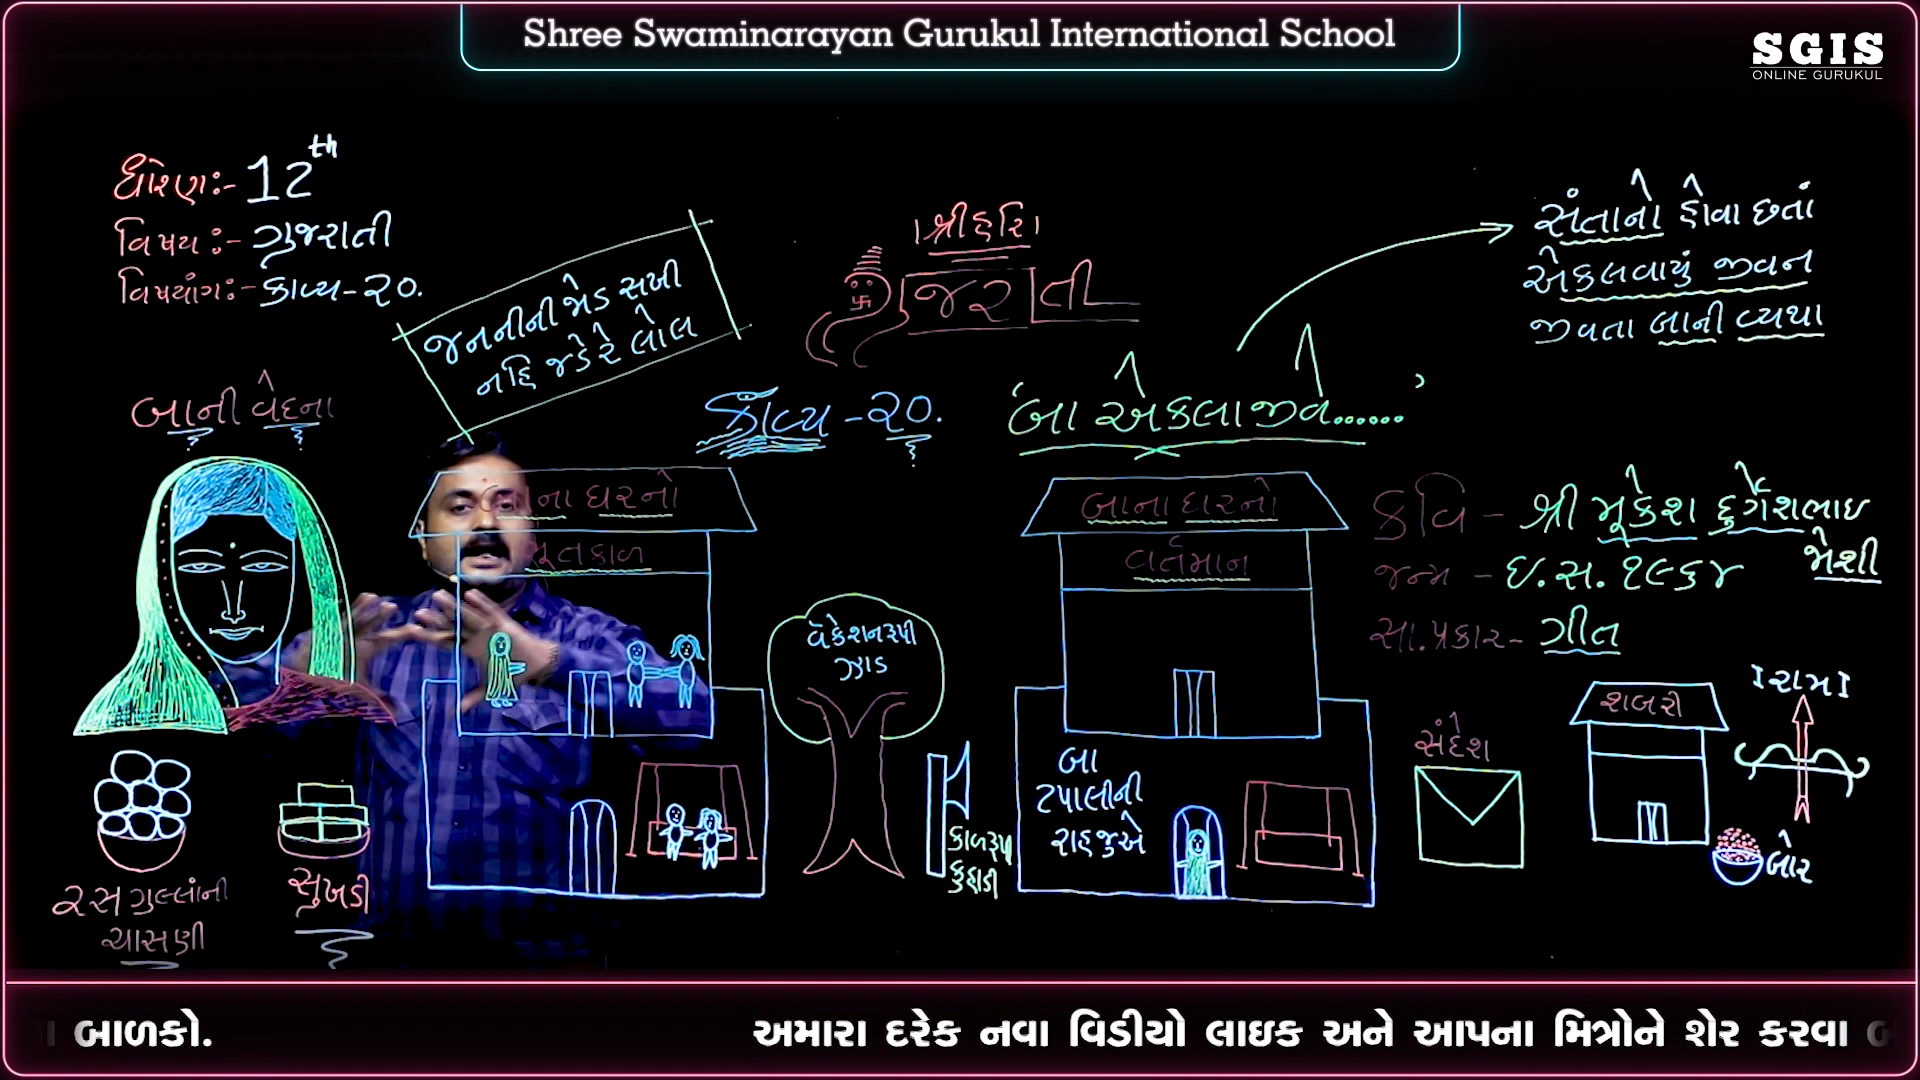 Shree Swaminarayan Gurukul International School
SGIS
ONLINE GURUKUL
ધોરણઃ- 12th
વિષયઃ- ગુજરાતી
વિષયાંગઃ- કાવ્ય-૨૦.
જનનીની જોડ સખી
નહિ જડે રે લોલ
।શ્રીહરિ।
જરાતી
કાવ્ય-૨૦.
'બા એકલા જીવે......'
સંતાનો હોવા છતાં
એકલવાયું જીવન
જીવતા બાની વ્યથા
બાની વેદના
ના ઘરનો
ભૂતકાળ
બાના ઘરનો
વર્તમાન
કવિ - શ્રી મૂકેશ દુર્ગેશભાઇ
જોશી
જન્મ - ઇ.સ. ૧૯૬૪
સા.પ્રકાર- ગીત
વૅકેશનરૂપી
ઝાડ
કાળરૂપી
કુહાડી
બા
ટપાલીની
રાહ જુએ
સંદેશ
શબરી
।રામ।
બોર
રસગુલ્લાંની
ચાસણી
સુખડી
બાળકો.
અમારા દરેક નવા વિડીયો લાઇક અને આપના મિત્રોને શેર કરવા